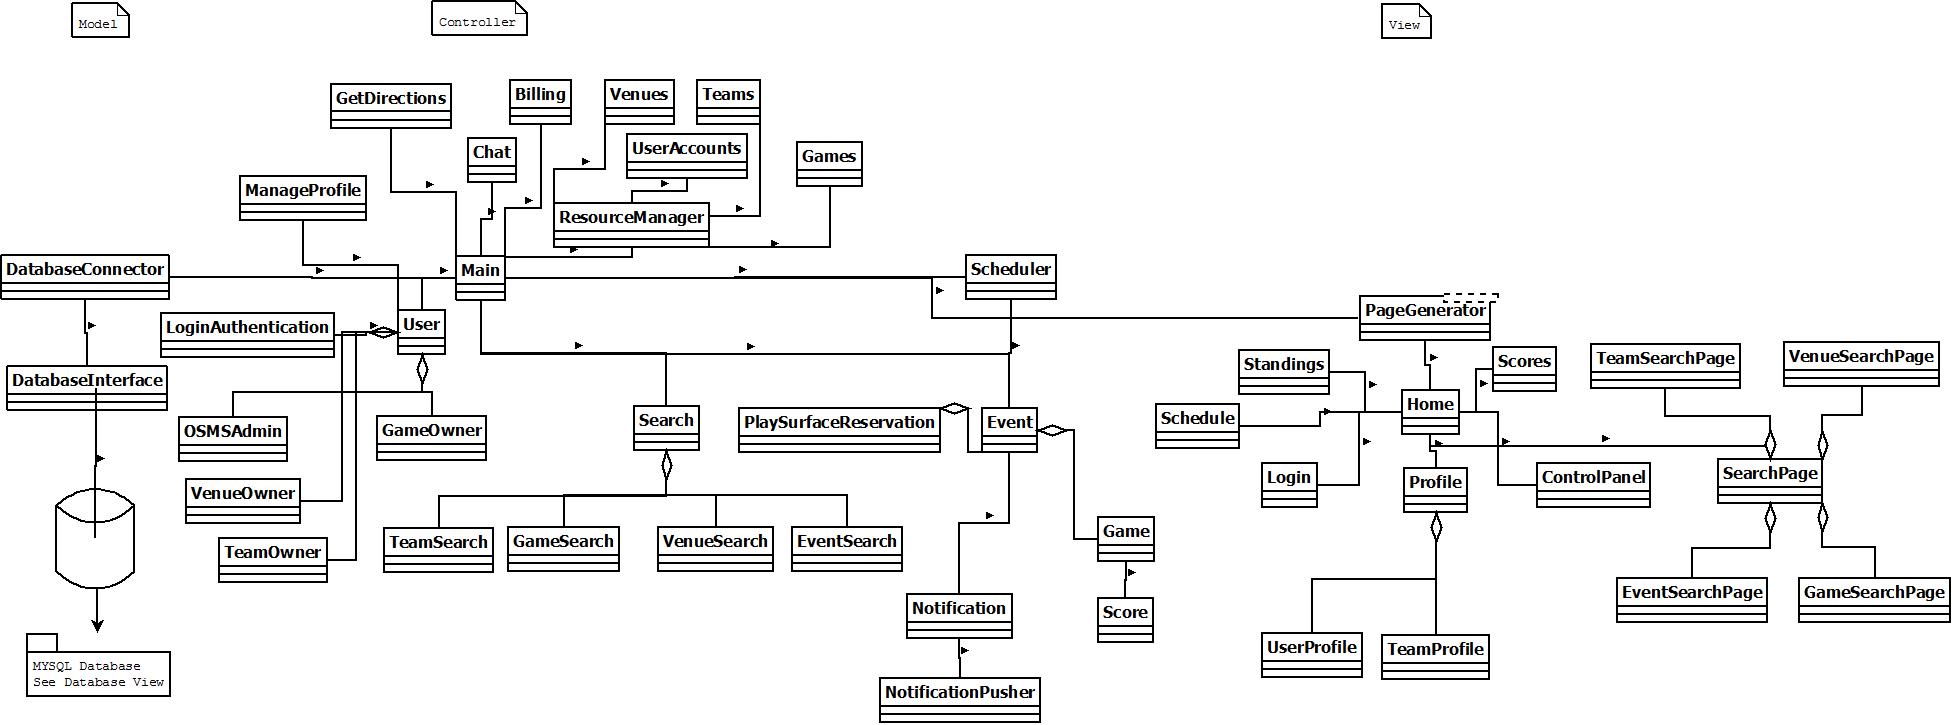 Model
Controller
View
GetDirections
Billing
Venues
Teams
Chat
UserAccounts
Games
ManageProfile
ResourceManager
DatabaseConnector
Main
Scheduler
PageGenerator
LoginAuthentication
User
DatabaseInterface
Standings
Scores
TeamSearchPage
VenueSearchPage
OSMSAdmin
GameOwner
Search
PlaySurfaceReservation
Event
Schedule
Home
VenueOwner
Login
Profile
ControlPanel
SearchPage
TeamOwner
TeamSearch
GameSearch
VenueSearch
EventSearch
Game
Notification
Score
EventSearchPage
GameSearchPage
MYSQL Database
See Database View
UserProfile
TeamProfile
NotificationPusher